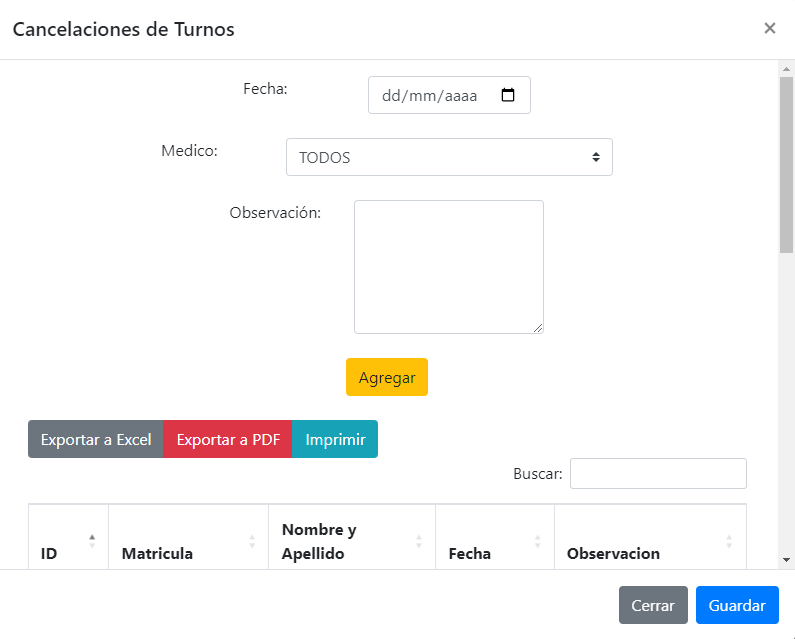 Cancelaciones de Turnos
×
Fecha:
dd/mm/aaaa
Medico:
TODOS
Observación:
Agregar
Exportar a Excel Exportar a PDF Imprimir
Buscar:
ID Matricula Nombre y Apellido Fecha Observacion
Cerrar Guardar